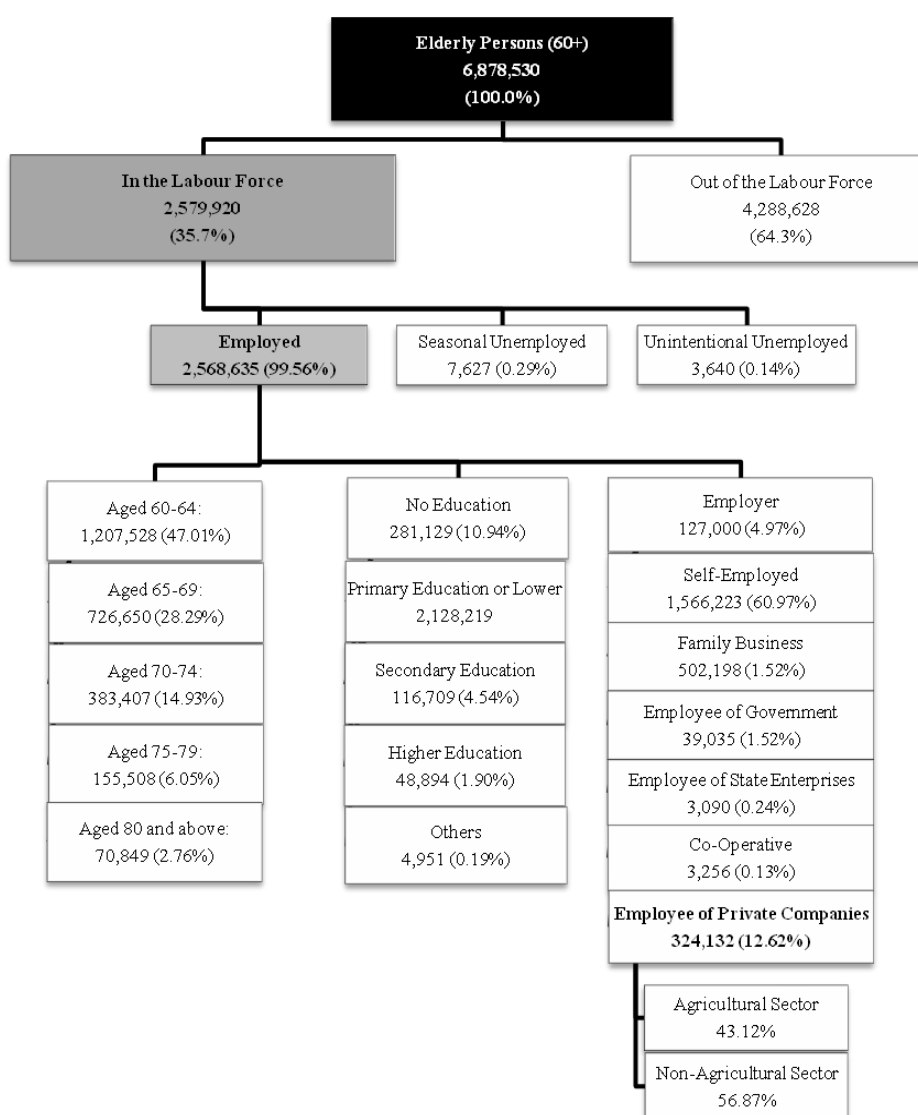 Elderly Persons (60+)
6,878,530
(100.0%)
In the Labour Force
2,579,920
(35.7%)
Out of the Labour Force
4,288,628
(64.3%)
Employed
2,568,635 (99.56%)
Seasonal Unemployed
7,627 (0.29%)
Unintentional Unemployed
3,640 (0.14%)
Aged 60-64:
1,207,528 (47.01%)
Aged 65-69:
726,650 (28.29%)
Aged 70-74:
383,407 (14.93%)
Aged 75-79:
155,508 (6.05%)
Aged 80 and above:
70,849 (2.76%)
No Education
281,129 (10.94%)
Primary Education or Lower
2,128,219
Secondary Education
116,709 (4.54%)
Higher Education
48,894 (1.90%)
Others
4,951 (0.19%)
Employer
127,000 (4.97%)
Self-Employed
1,566,223 (60.97%)
Family Business
502,198 (1.52%)
Employee of Government
39,035 (1.52%)
Employee of State Enterprises
3,090 (0.24%)
Co-Operative
3,256 (0.13%)
Employee of Private Companies
324,132 (12.62%)
Agricultural Sector
43.12%
Non-Agricultural Sector
56.87%